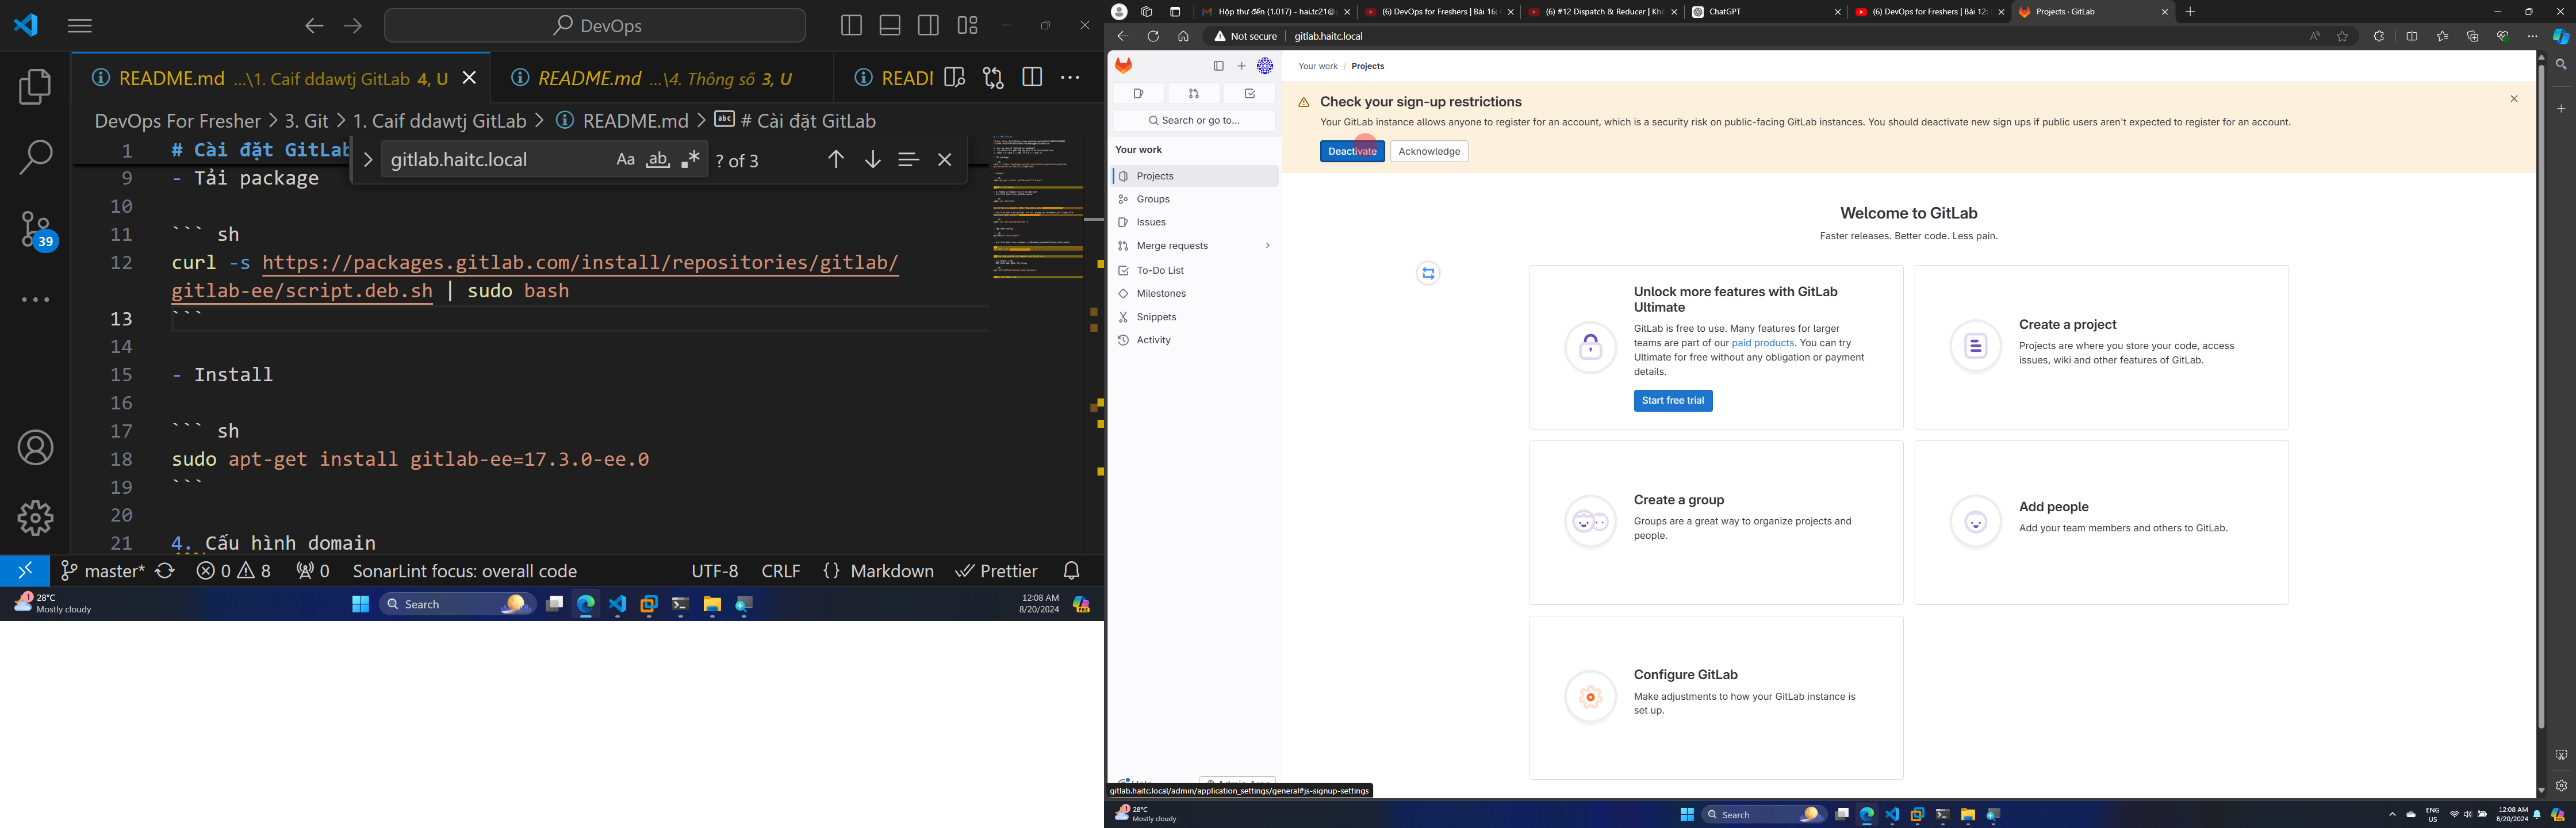 DevOps
README.md ...\1. Caif ddawtj GitLab 4, U
README.md ...\4. Thông số 3, U
READI
DevOps For Fresher > 3. Git > 1. Caif ddawtj GitLab > README.md > # Cài đặt GitLab
gitlab.haitc.local
Aa ab .* ? of 3
1 # Cài đặt GitLab
9 - Tải package
10
11 ``` sh
12 curl -s https://packages.gitlab.com/install/repositories/gitlab/
gitlab-ee/script.deb.sh | sudo bash
13 ```
14
15 - Install
16
17 ``` sh
18 sudo apt-get install gitlab-ee=17.3.0-ee.0
19 ```
20
21 4. Cấu hình domain
39
master* 0 8 0 SonarLint focus: overall code UTF-8 CRLF {} Markdown Prettier
1 28°C
Mostly cloudy
Search
12:08 AM
8/20/2024
Hộp thư đến (1.017) - hai.tc21@
(6) DevOps for Freshers | Bài 16:
(6) #12 Dispatch & Reducer | Kh
ChatGPT
(6) DevOps for Freshers | Bài 12:
Projects · GitLab
Not secure gitlab.haitc.local
Search or go to...
Your work
Projects
Groups
Issues
Merge requests
To-Do List
Milestones
Snippets
Activity
Help
Admin Area
Your work / Projects
Check your sign-up restrictions
Your GitLab instance allows anyone to register for an account, which is a security risk on public-facing GitLab instances. You should deactivate new sign ups if public users aren't expected to register for an account.
Deactivate
Acknowledge
Welcome to GitLab
Faster releases. Better code. Less pain.
Unlock more features with GitLab
Ultimate
GitLab is free to use. Many features for larger
teams are part of our paid products. You can try
Ultimate for free without any obligation or payment
details.
Start free trial
Create a project
Projects are where you store your code, access
issues, wiki and other features of GitLab.
Create a group
Groups are a great way to organize projects and
people.
Add people
Add your team members and others to GitLab.
Configure GitLab
Make adjustments to how your GitLab instance is
set up.
gitlab.haitc.local/admin/application_settings/general#js-signup-settings
1 28°C
Mostly cloudy
Search
ENG
US
12:08 AM
8/20/2024